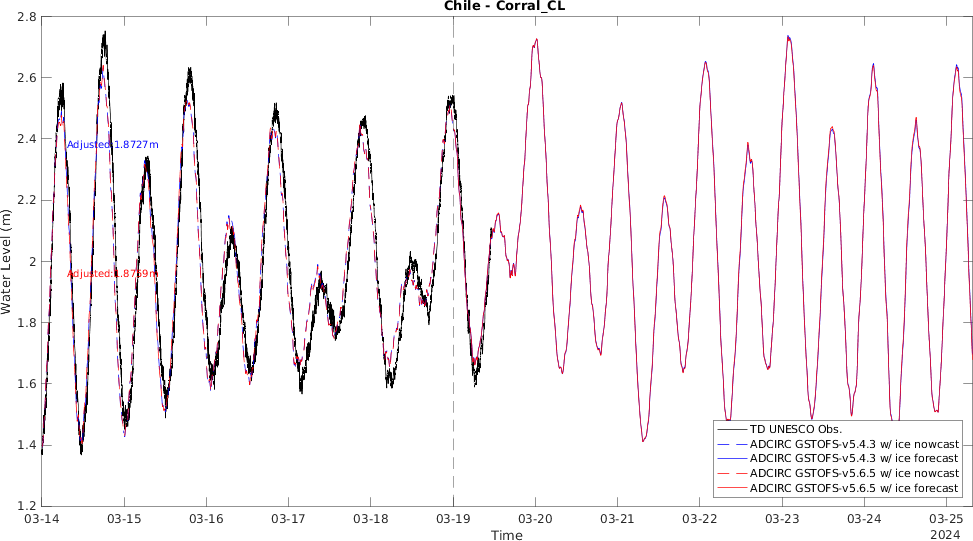 Chile - Corral_CL
2.8
2.6
2.4
2.2
2
1.8
1.6
1.4
1.2
Water Level (m)
Adjusted:1.8727m
Adjusted:1.8769m
TD UNESCO Obs.
ADCIRC GSTOFS-v5.4.3 w/ ice nowcast
ADCIRC GSTOFS-v5.4.3 w/ ice forecast
ADCIRC GSTOFS-v5.6.5 w/ ice nowcast
ADCIRC GSTOFS-v5.6.5 w/ ice forecast
03-14 03-15 03-16 03-17 03-18 03-19 03-20 03-21 03-22 03-23 03-24 03-25
Time
2024